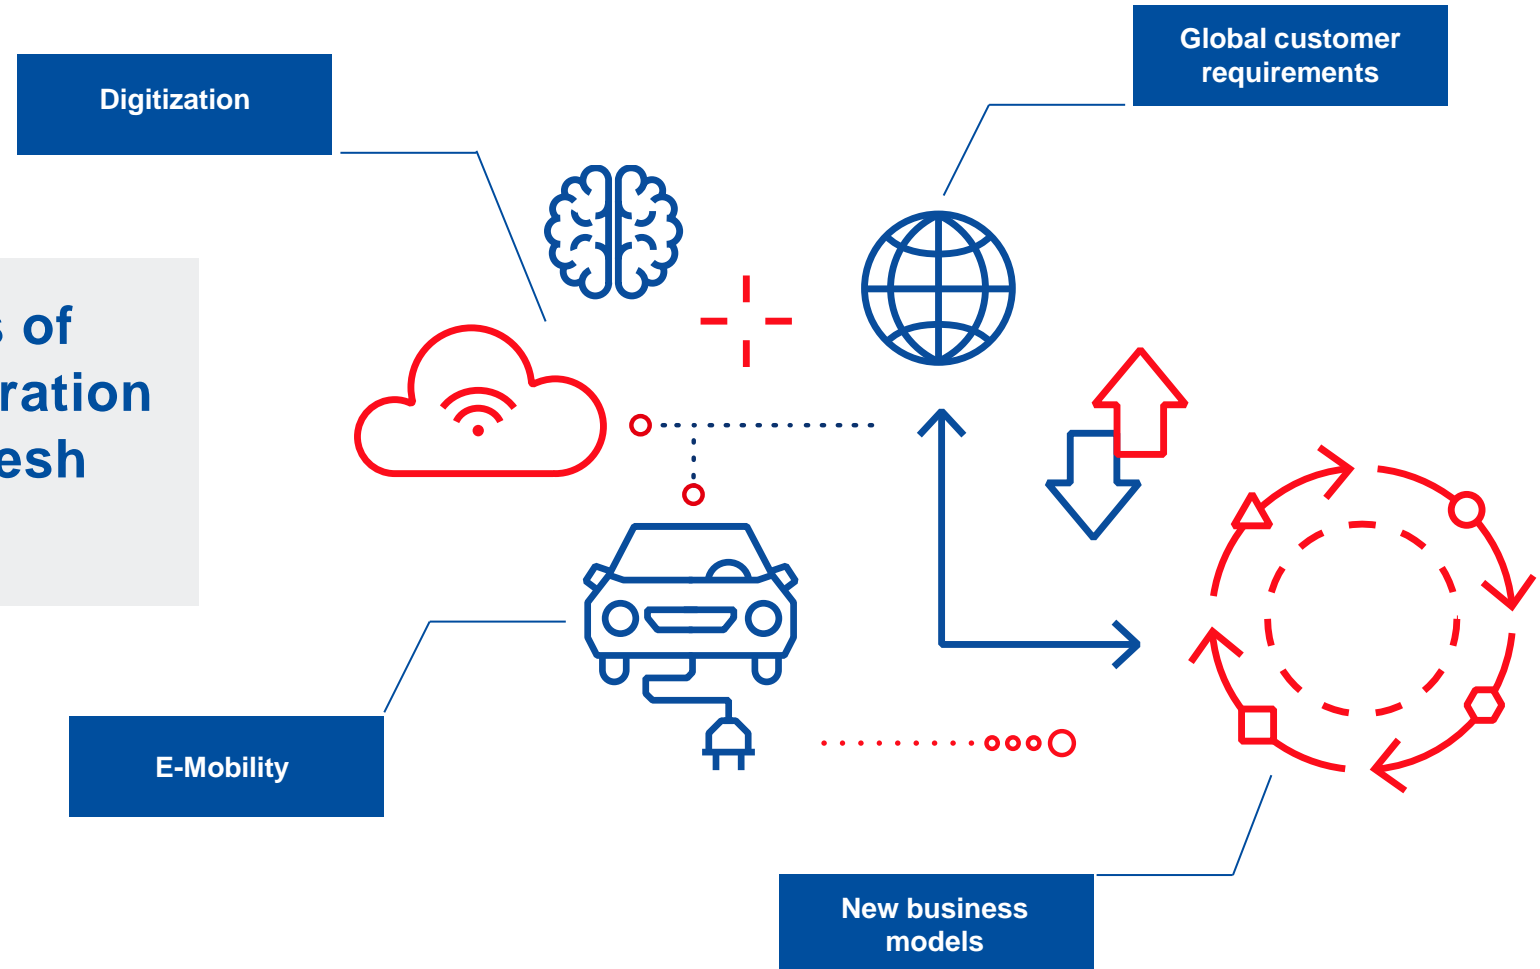 Global customer
requirements
Digitization
s of
ration
esh
E-Mobility
New business
models